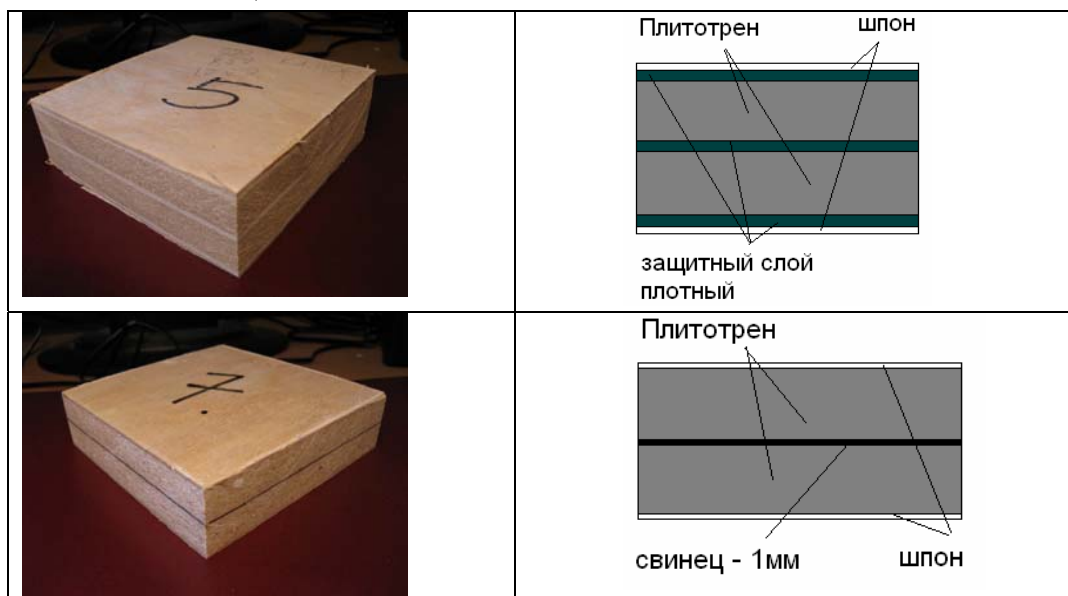 5
Плитотрен шпон
защитный слой
плотный
7.
Плитотрен
свинец - 1мм шпон